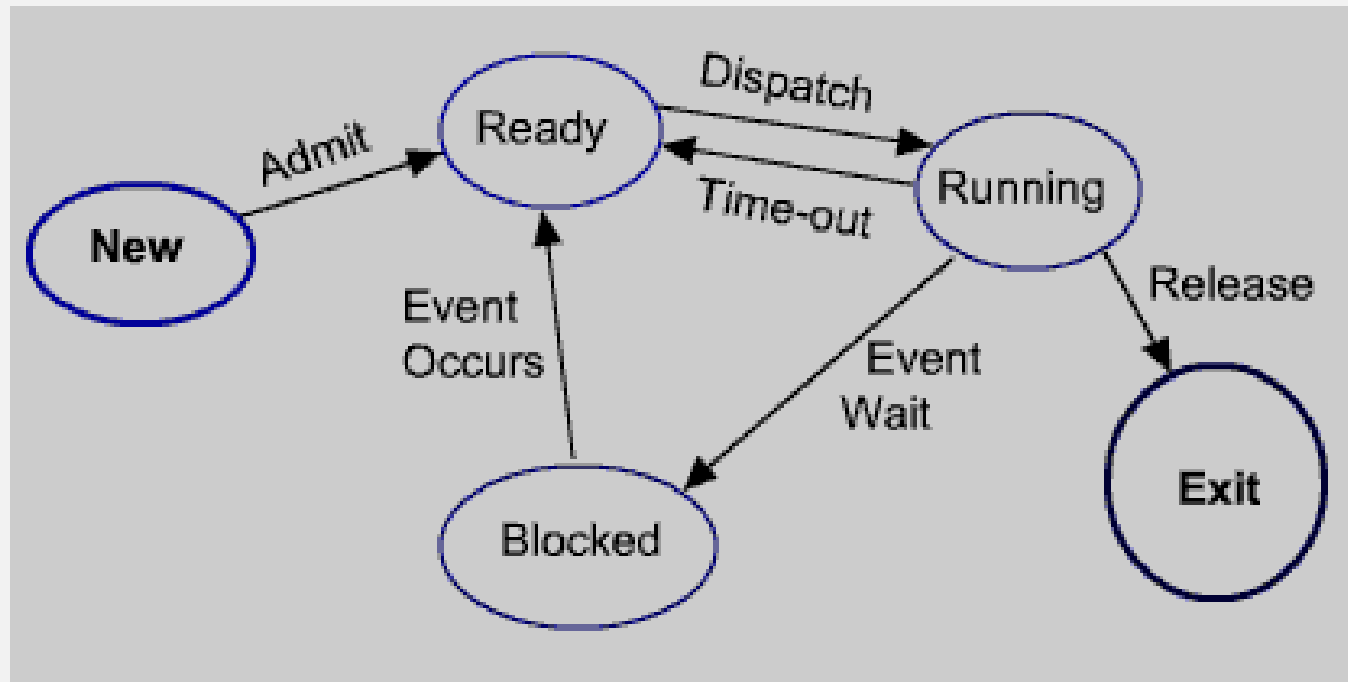 Dispatch
Ready
Admit
Running
Time-out
New
Release
Event
Occurs
Event
Wait
Exit
Blocked